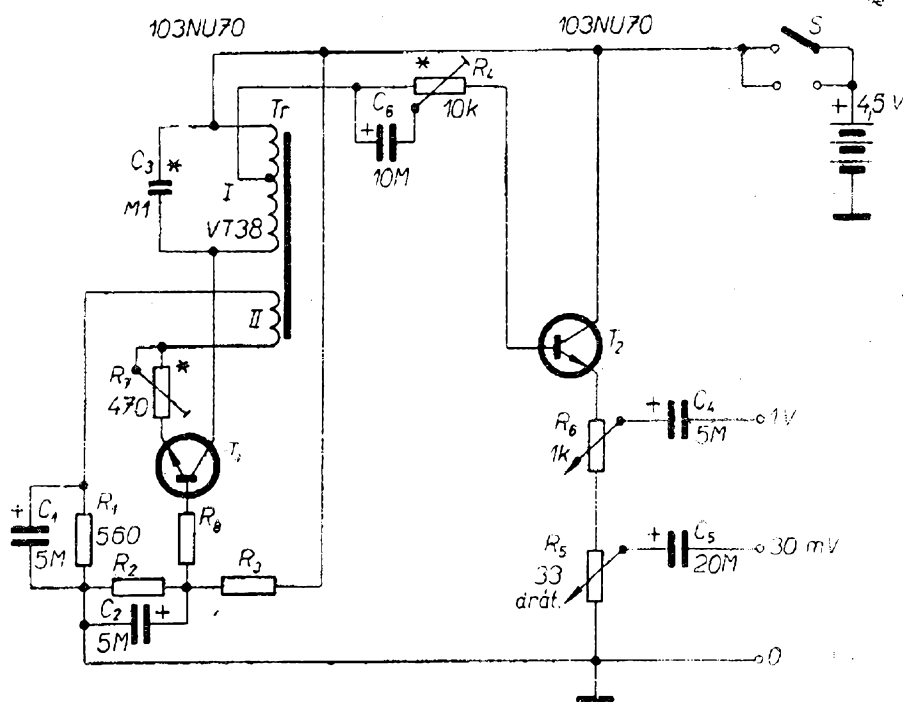 103NU70
103NU70
S
Tr
*
R4
10k
C6
+
10M
+
4,5 V
C3
*
M1
I
VT38
II
T2
R7
*
470
T1
R6
1k
+
C4
5M
1V
+
C1
5M
R1
560
R8
R2
R3
C2
+
5M
R5
33
drát.
+
C5
20M
30 mV
0